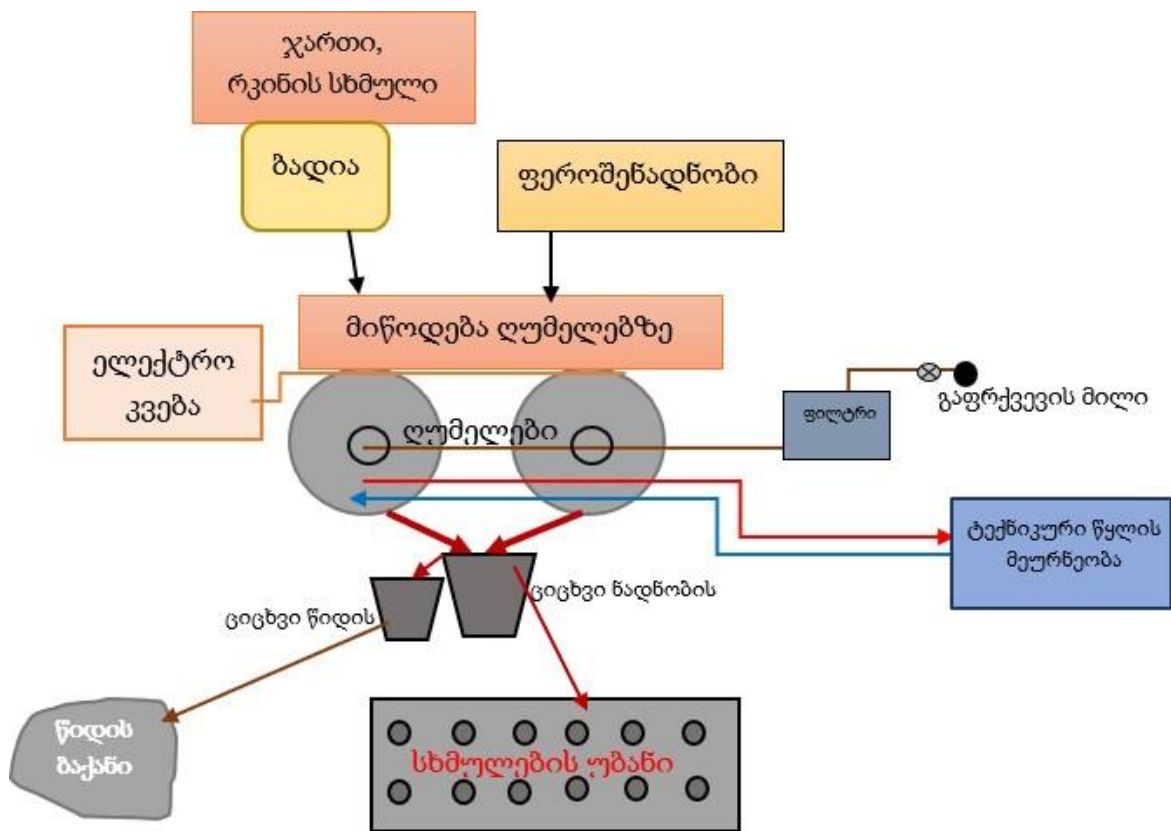 ჯართი,
რკინის სხმული
ბადია
ფეროშენადნობი
მიწოდება ღუმელებზე
ელექტრო
კვება
ღუმელები
ფილტრი
გაფრქვევის მილი
ტექნიკური წყლის
მეურნეობა
ციცხვი ნადნობის
ციცხვი წიდის
წიდის
ბაქანი
სხმულების უბანი